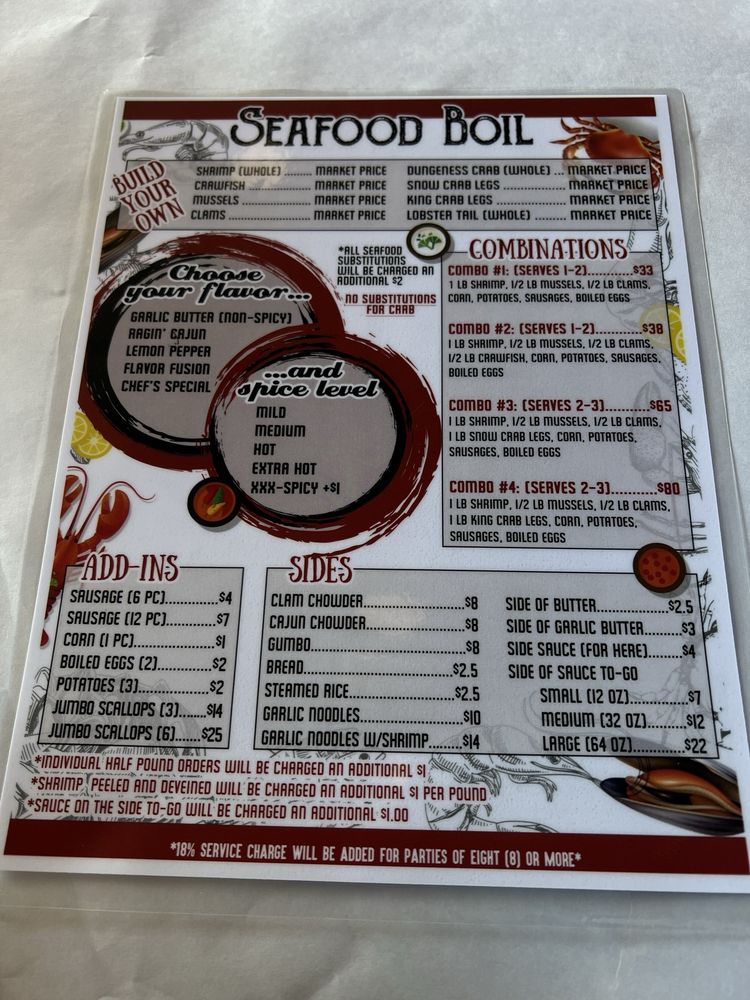 SEAFOOD BOIL
BUILD YOUR OWN
SHRIMP (WHOLE) ........ MARKET PRICE
CRAWFISH ................. MARKET PRICE
MUSSELS .................. MARKET PRICE
CLAMS ..................... MARKET PRICE
DUNGENESS CRAB (WHOLE) ... MARKET PRICE
SNOW CRAB LEGS ............... MARKET PRICE
KING CRAB LEGS ................ MARKET PRICE
LOBSTER TAIL (WHOLE) ........ MARKET PRICE
Choose
your flavor...
GARLIC BUTTER (NON-SPICY)
RAGIN' CAJUN
LEMON PEPPER
FLAVOR FUSION
CHEF'S SPECIAL
...and
spice level
MILD
MEDIUM
HOT
EXTRA HOT
XXX-SPICY +$1
*ALL SEAFOOD
SUBSTITUTIONS
WILL BE CHARGED AN
ADDITIONAL $2
*NO SUBSTITUTIONS
FOR CRAB
COMBINATIONS
COMBO #1: (SERVES 1-2)...........$33
1 LB SHRIMP, 1/2 LB MUSSELS, 1/2 LB CLAMS,
CORN, POTATOES, SAUSAGES, BOILED EGGS
COMBO #2: (SERVES 1-2)...........$38
1 LB SHRIMP, 1/2 LB MUSSELS, 1/2 LB CLAMS,
1/2 LB CRAWFISH, CORN, POTATOES, SAUSAGES,
BOILED EGGS
COMBO #3: (SERVES 2-3)...........$65
1 LB SHRIMP, 1/2 LB MUSSELS, 1/2 LB CLAMS,
1 LB SNOW CRAB LEGS, CORN, POTATOES,
SAUSAGES, BOILED EGGS
COMBO #4: (SERVES 2-3)...........$80
1 LB SHRIMP, 1/2 LB MUSSELS, 1/2 LB CLAMS,
1 LB KING CRAB LEGS, CORN, POTATOES,
SAUSAGES, BOILED EGGS
ADD-INS
SAUSAGE (6 PC)............$4
SAUSAGE (12 PC)...........$7
CORN (1 PC)..................$1
BOILED EGGS (2)............$2
POTATOES (3)...............$2
JUMBO SCALLOPS (3).....$14
JUMBO SCALLOPS (6).....$25
SIDES
CLAM CHOWDER....................$8
CAJUN CHOWDER...................$8
GUMBO...............................$8
BREAD................................$2.5
STEAMED RICE......................$2.5
GARLIC NOODLES...................$10
GARLIC NOODLES W/SHRIMP.......$14
SIDE OF BUTTER..............$2.5
SIDE OF GARLIC BUTTER.......$3
SIDE SAUCE (FOR HERE)......$4
SIDE OF SAUCE TO-GO
SMALL (12 OZ)............$7
MEDIUM (32 OZ)..........$12
LARGE (64 OZ)...........$22
*INDIVIDUAL HALF POUND ORDERS WILL BE CHARGED AN ADDITIONAL $1
*SHRIMP PEELED AND DEVEINED WILL BE CHARGED AN ADDITIONAL $1 PER POUND
*SAUCE ON THE SIDE TO-GO WILL BE CHARGED AN ADDITIONAL $1.00
*18% SERVICE CHARGE WILL BE ADDED FOR PARTIES OF EIGHT (8) OR MORE*